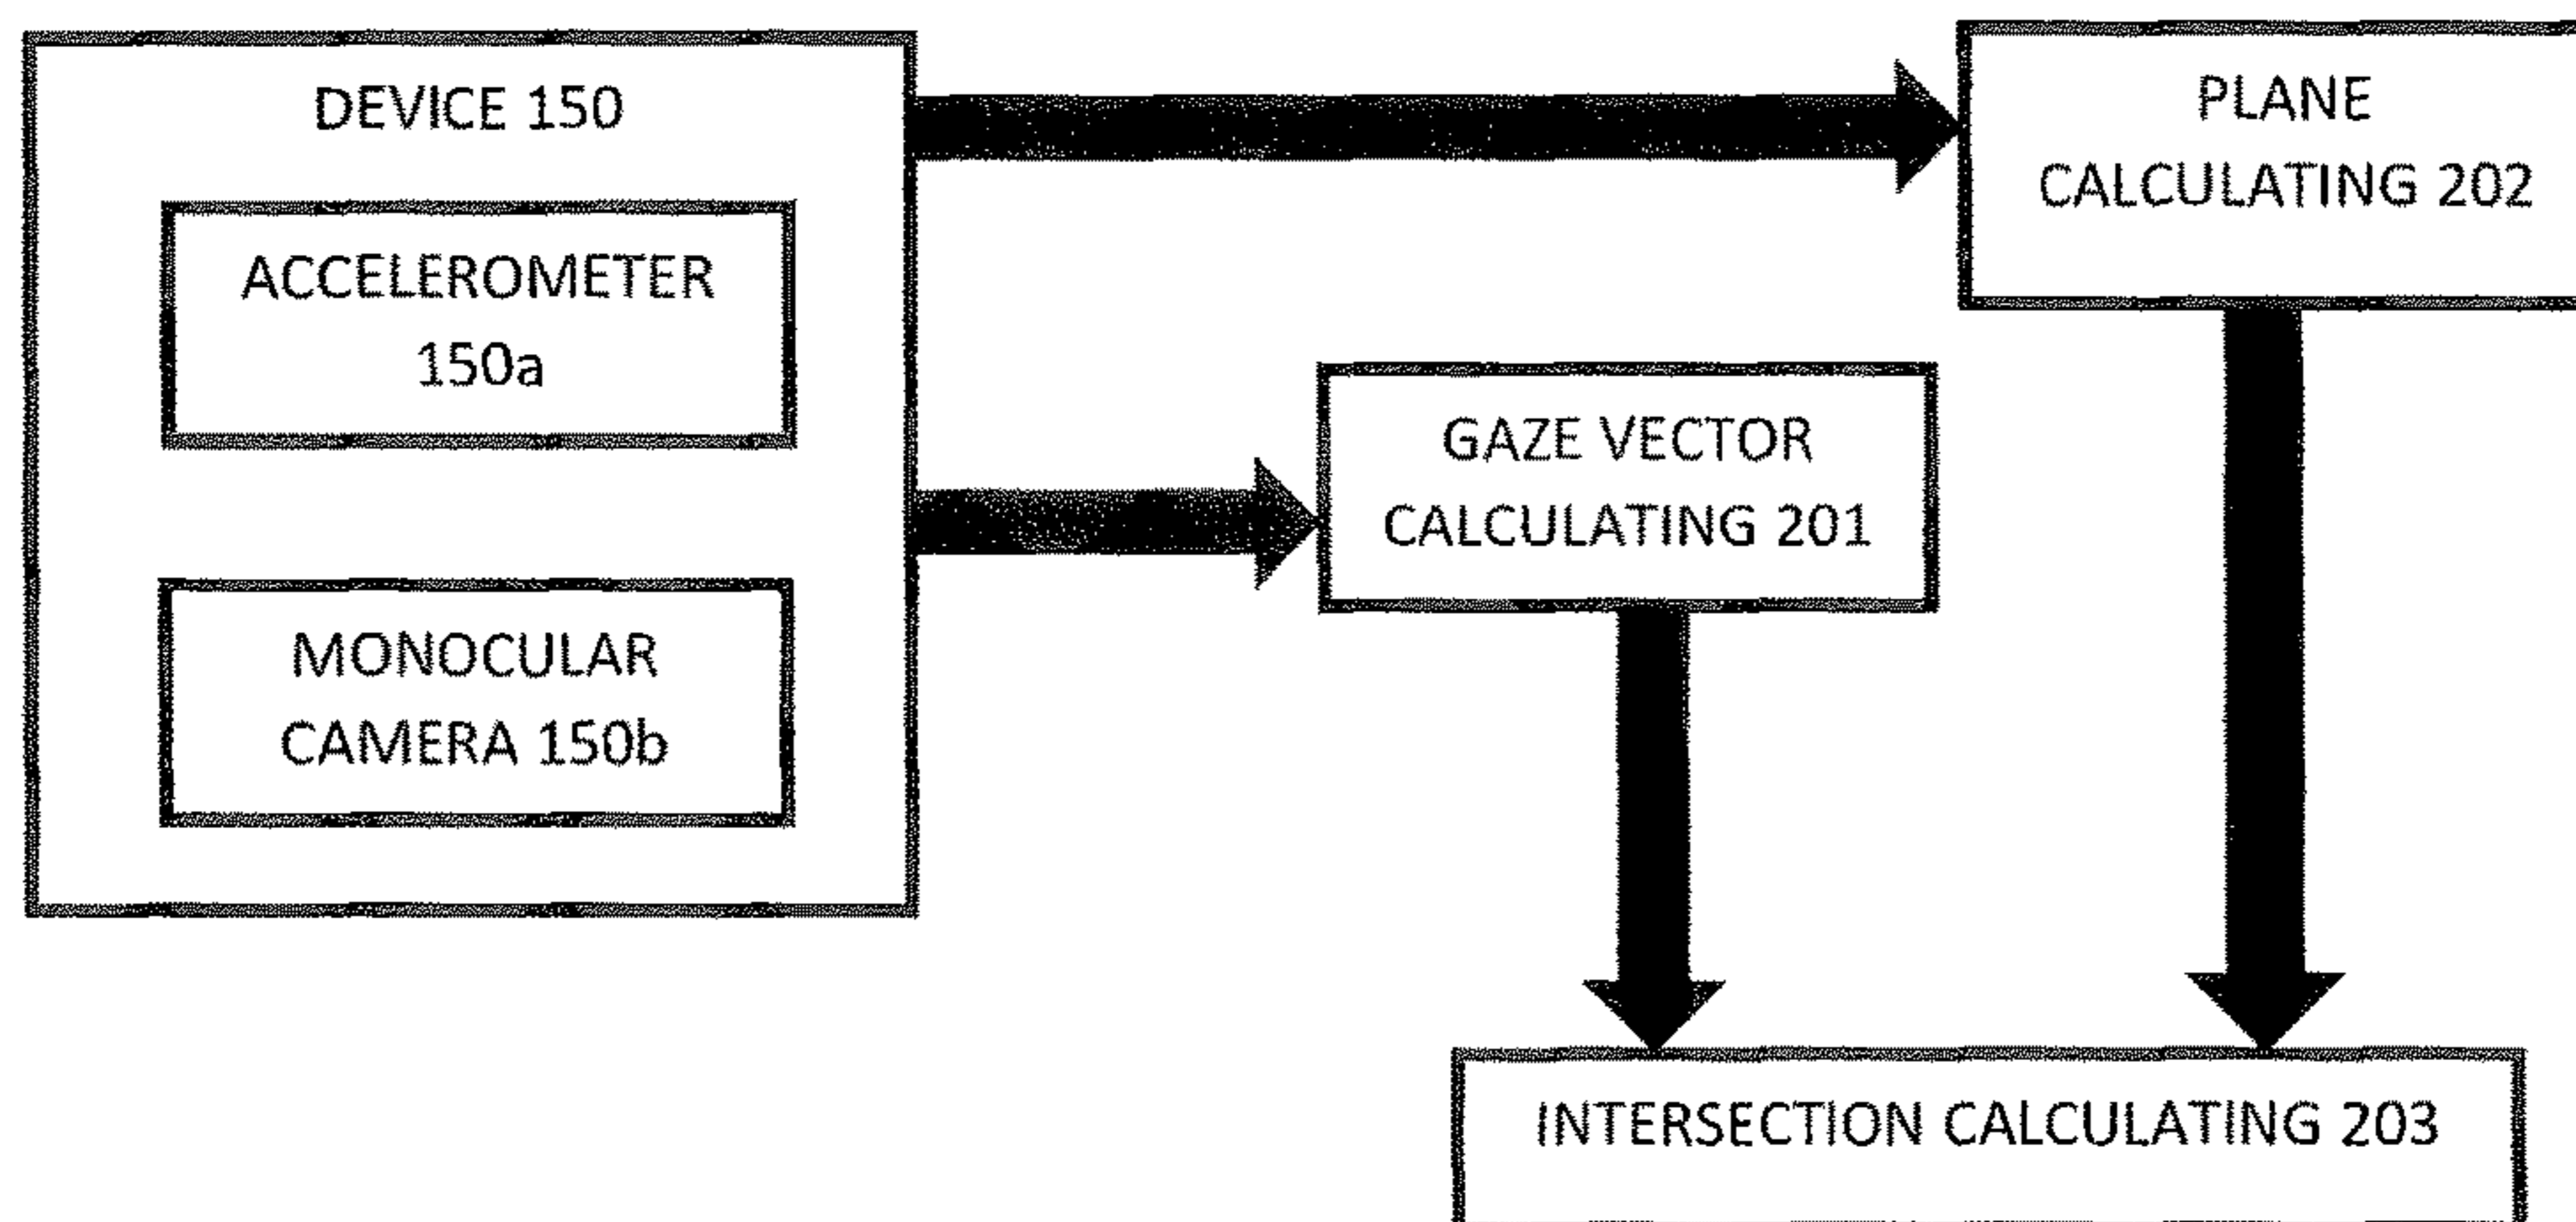 DEVICE 150
ACCELEROMETER
150a
MONOCULAR
CAMERA 150b
PLANE
CALCULATING 202
GAZE VECTOR
CALCULATING 201
INTERSECTION CALCULATING 203